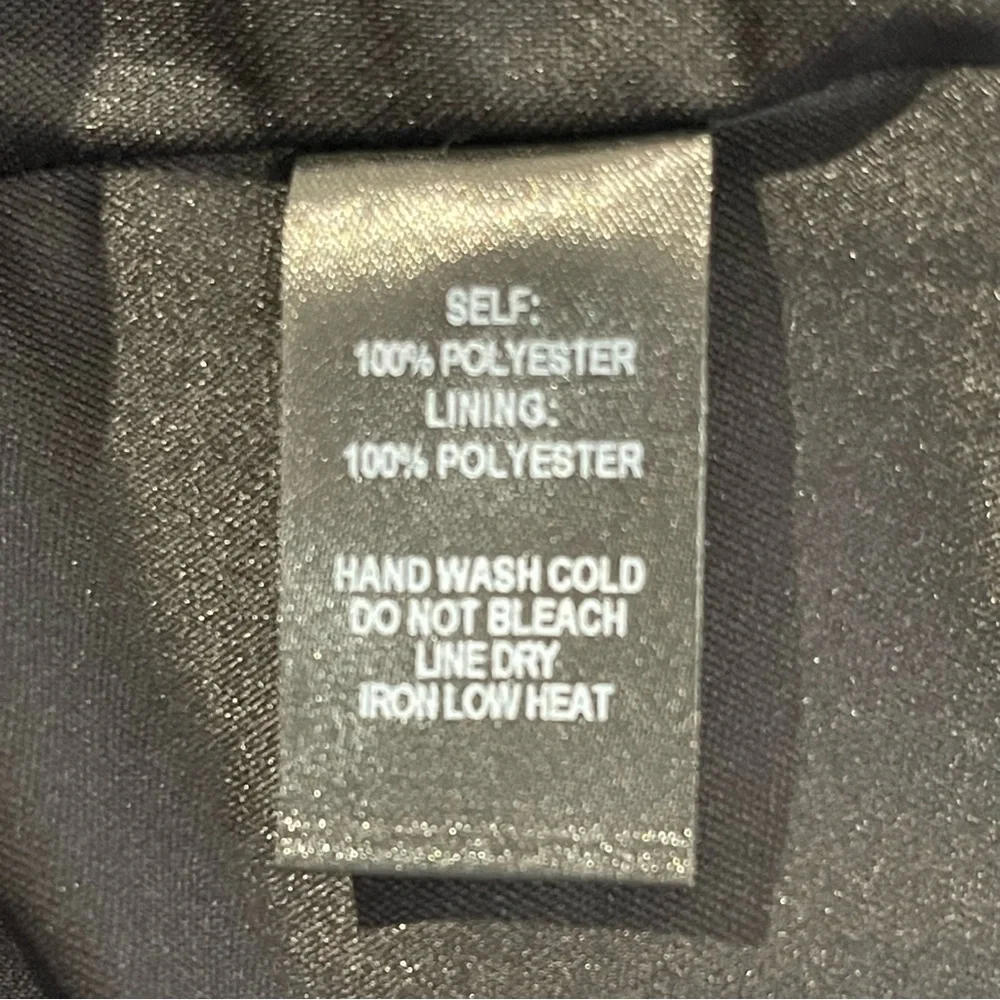 SELF:
100% POLYESTER
LINING:
100% POLYESTER
HAND WASH COLD
DO NOT BLEACH
LINE DRY
IRON LOW HEAT